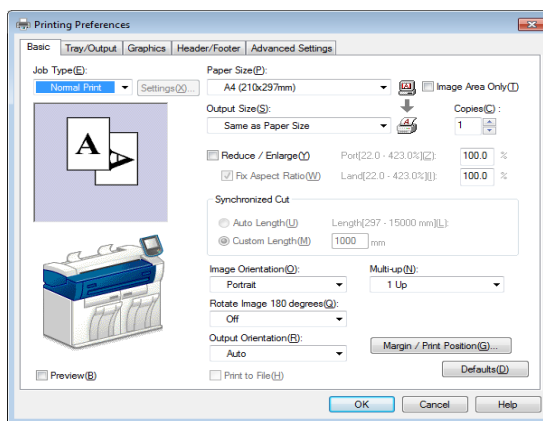 Printing Preferences
Basic Tray/Output Graphics Header/Footer Advanced Settings
Job Type(E):
Normal Print Settings(X)...
Paper Size(P):
A4 (210x297mm) Image Area Only(T)
Output Size(S): Copies(C) :
Same as Paper Size 1
Reduce / Enlarge(Y) Port[22.0 - 423.0%](Z): 100.0 %
Fix Aspect Ratio(W) Land[22.0 - 423.0%](I): 100.0 %
Synchronized Cut
Auto Length(U) Length[297 - 15000 mm](L):
Custom Length(M) 1000 mm
Image Orientation(O): Multi-up(N):
Portrait 1 Up
Rotate Image 180 degrees(Q):
Off
Output Orientation(R):
Auto Margin / Print Position(G)...
Preview(B) Print to File(H) Defaults(D)
OK Cancel Help
A
A